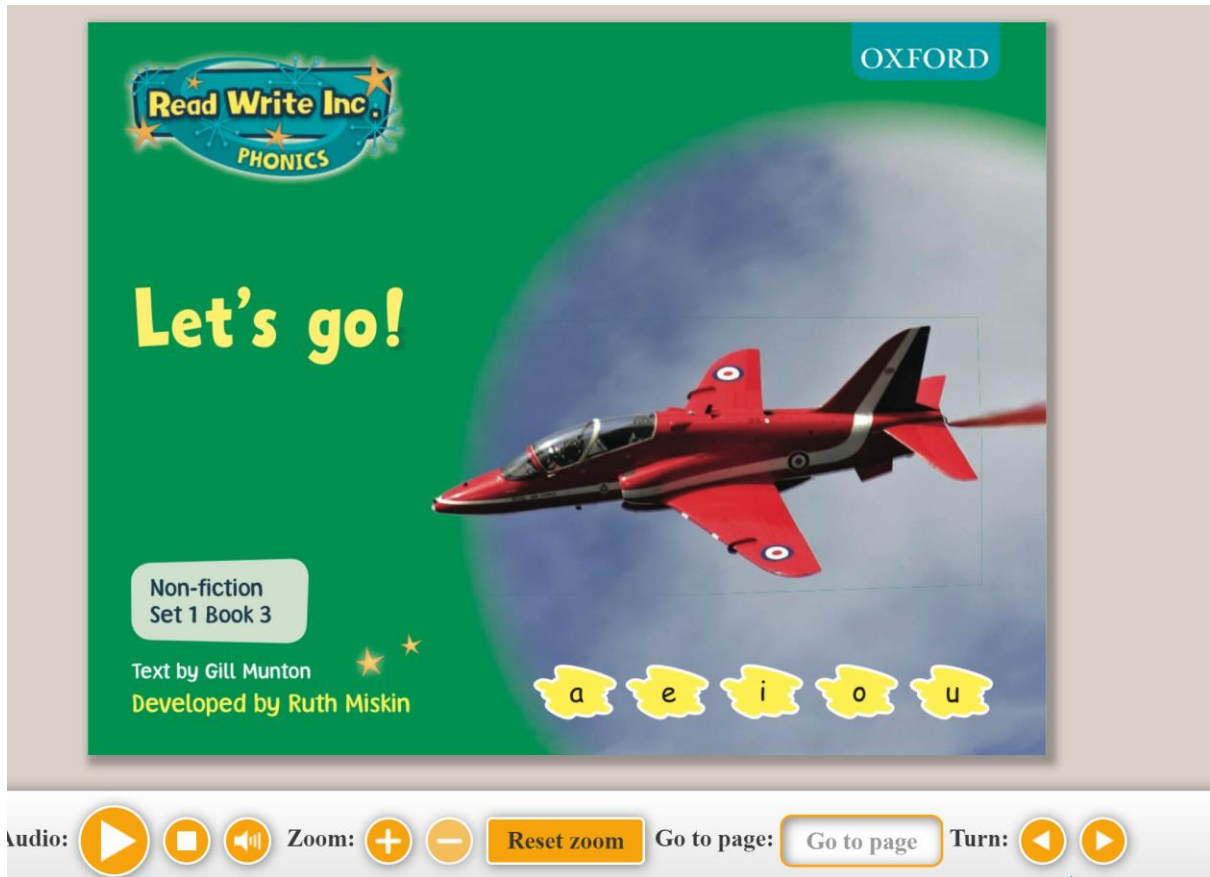 OXFORD
Read Write Inc.
PHONICS
Let's go!
Non-fiction
Set 1 Book 3
Text by Gill Munton
Developed by Ruth Miskin
a e i o u
Audio: Zoom: Reset zoom Go to page: Go to page Turn: